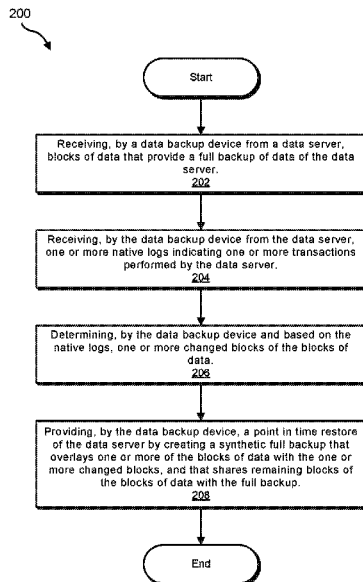 200
Start
Receiving, by a data backup device from a data server,
blocks of data that provide a full backup of data of the data
server.
202
Receiving, by the data backup device from the data server,
one or more native logs indicating one or more transactions
performed by the data server.
204
Determining, by the data backup device and based on the
native logs, one or more changed blocks of the blocks of
data.
206
Providing, by the data backup device, a point in time restore
of the data server by creating a synthetic full backup that
overlays one or more of the blocks of data with the one or
more changed blocks, and that shares remaining blocks of
the blocks of data with the full backup.
208
End